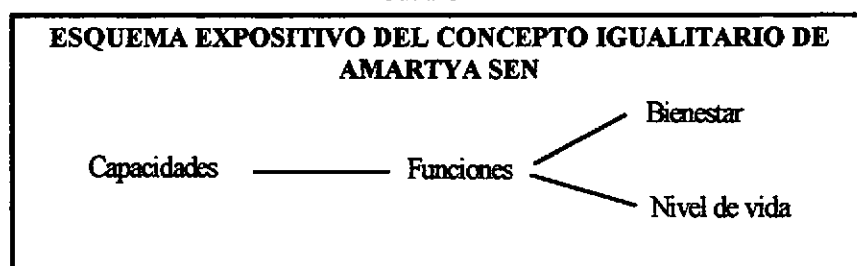 ESQUEMA EXPOSITIVO DEL CONCEPTO IGUALITARIO DE
AMARTYA SEN
Bienestar
Capacidades Funciones
Nivel de vida